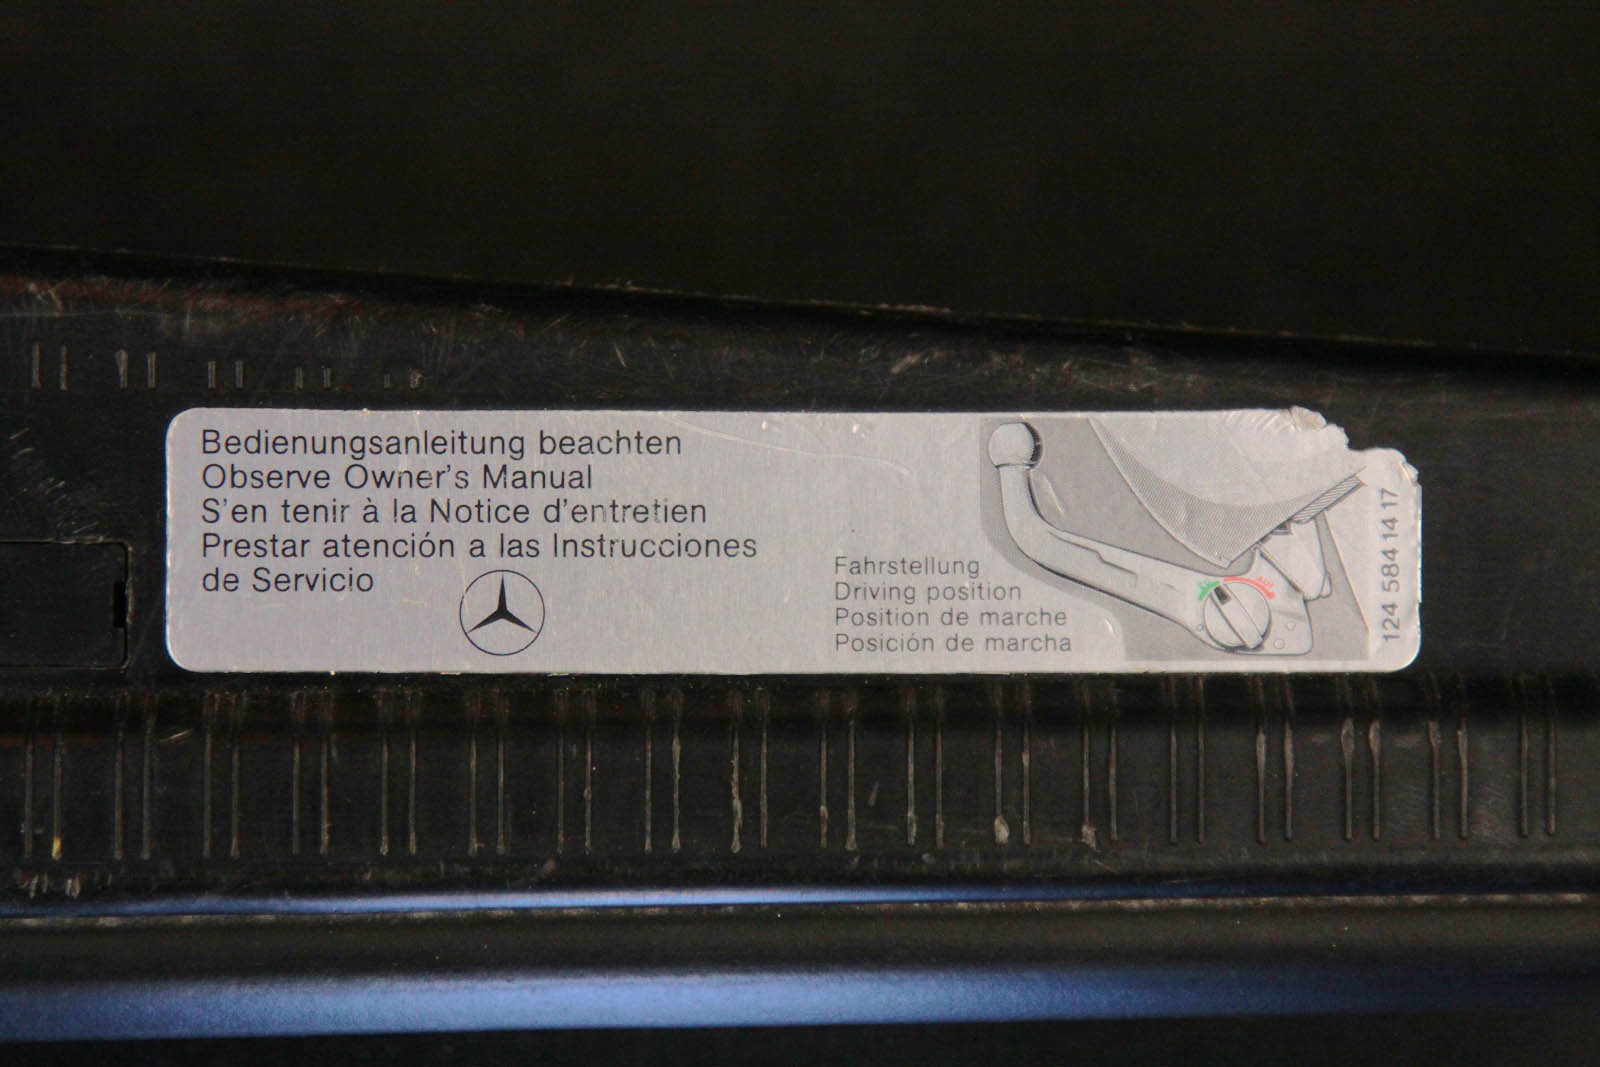 Bedienungsanleitung beachten
Observe Owner's Manual
S'en tenir à la Notice d'entretien
Prestar atención a las Instrucciones
de Servicio
Fahrstellung
Driving position
Position de marche
Posición de marcha
124 584 14 17